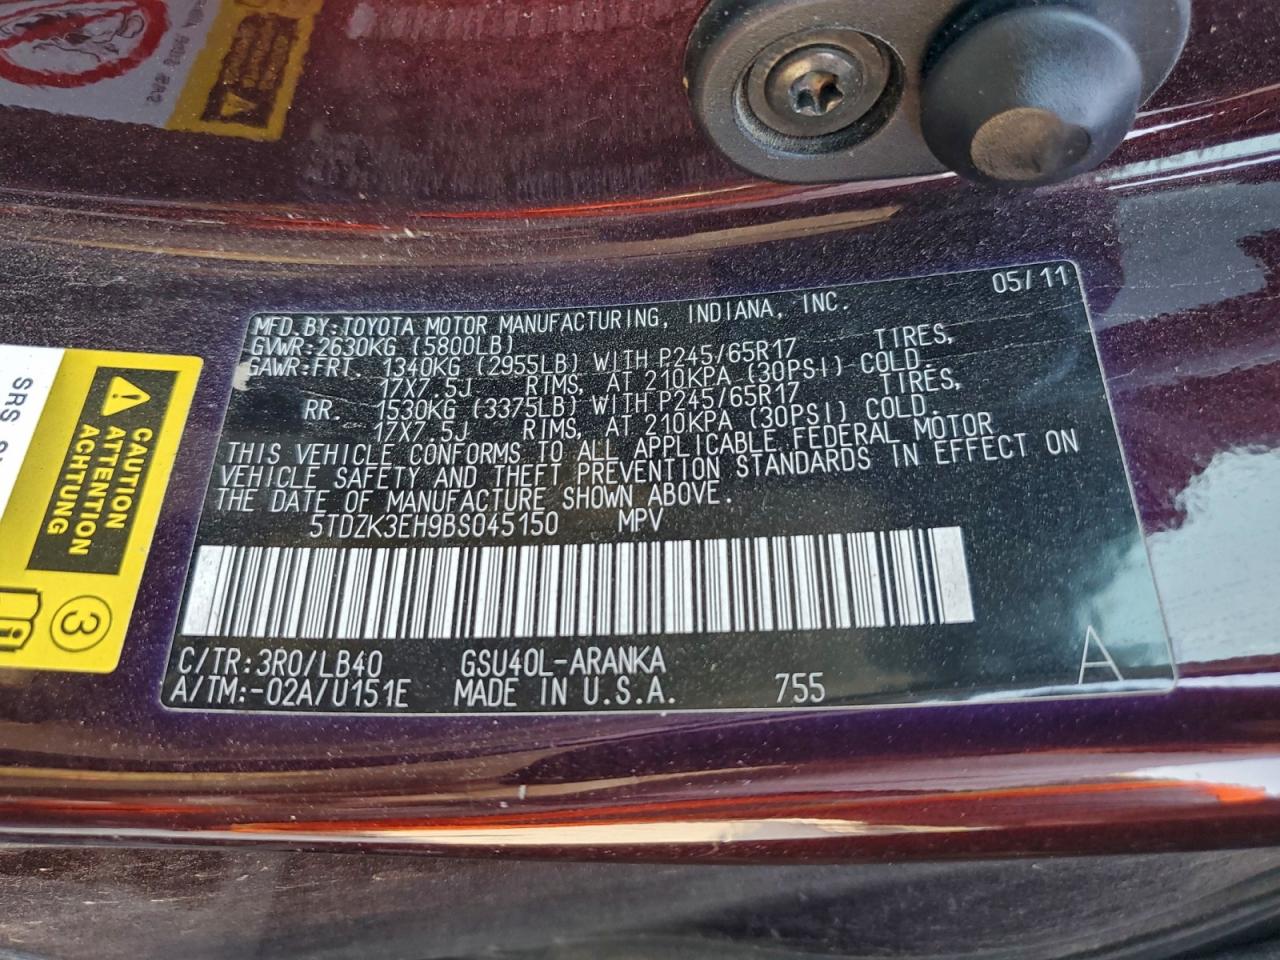 05/11
MFD.BY:TOYOTA MOTOR MANUFACTURING, INDIANA, INC.
GVWR:2630KG (5800LB)
GAWR:FRT. 1340KG (2955LB) WITH P245/65R17 TIRES,
17X7.5J RIMS, AT 210KPA (30PSI) COLD.
RR. 1530KG (3375LB) WITH P245/65R17 TIRES,
17X7.5J RIMS, AT 210KPA (30PSI) COLD.
THIS VEHICLE CONFORMS TO ALL APPLICABLE FEDERAL MOTOR
VEHICLE SAFETY AND THEFT PREVENTION STANDARDS IN EFFECT ON
THE DATE OF MANUFACTURE SHOWN ABOVE.
5TDZK3EH9BS045150 MPV
C/TR:3R0/LB40 GSU40L-ARANKA
A/TM:-02A/U151E MADE IN U.S.A. 755
A
SRS
CAUTION
ATTENTION
ACHTUNG
3